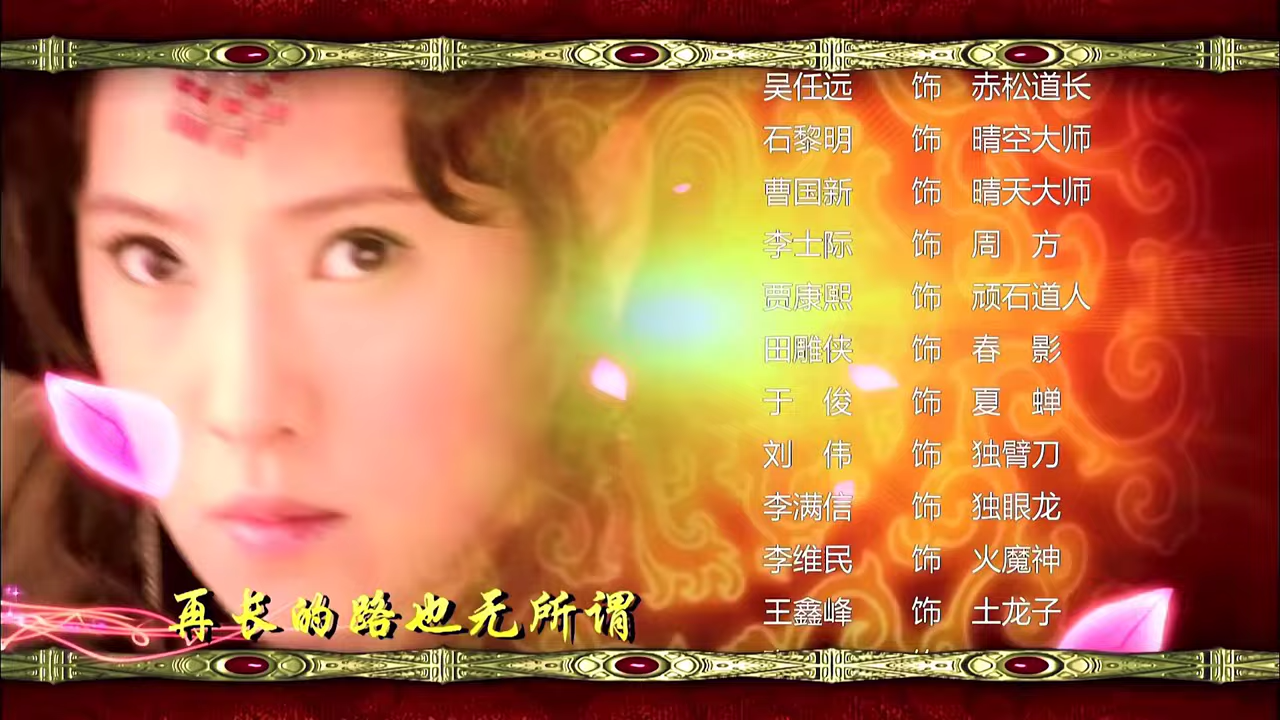 吴任远 饰 赤松道长
石黎明 饰 晴空大师
曹国新 饰 晴天大师
李士际 饰 周 方
贾康熙 饰 顽石道人
田雕侠 饰 春 影
于 俊 饰 夏 蝉
刘 伟 饰 独臂刀
李满信 饰 独眼龙
李维民 饰 火魔神
王鑫峰 饰 土龙子
再长的路也无所谓